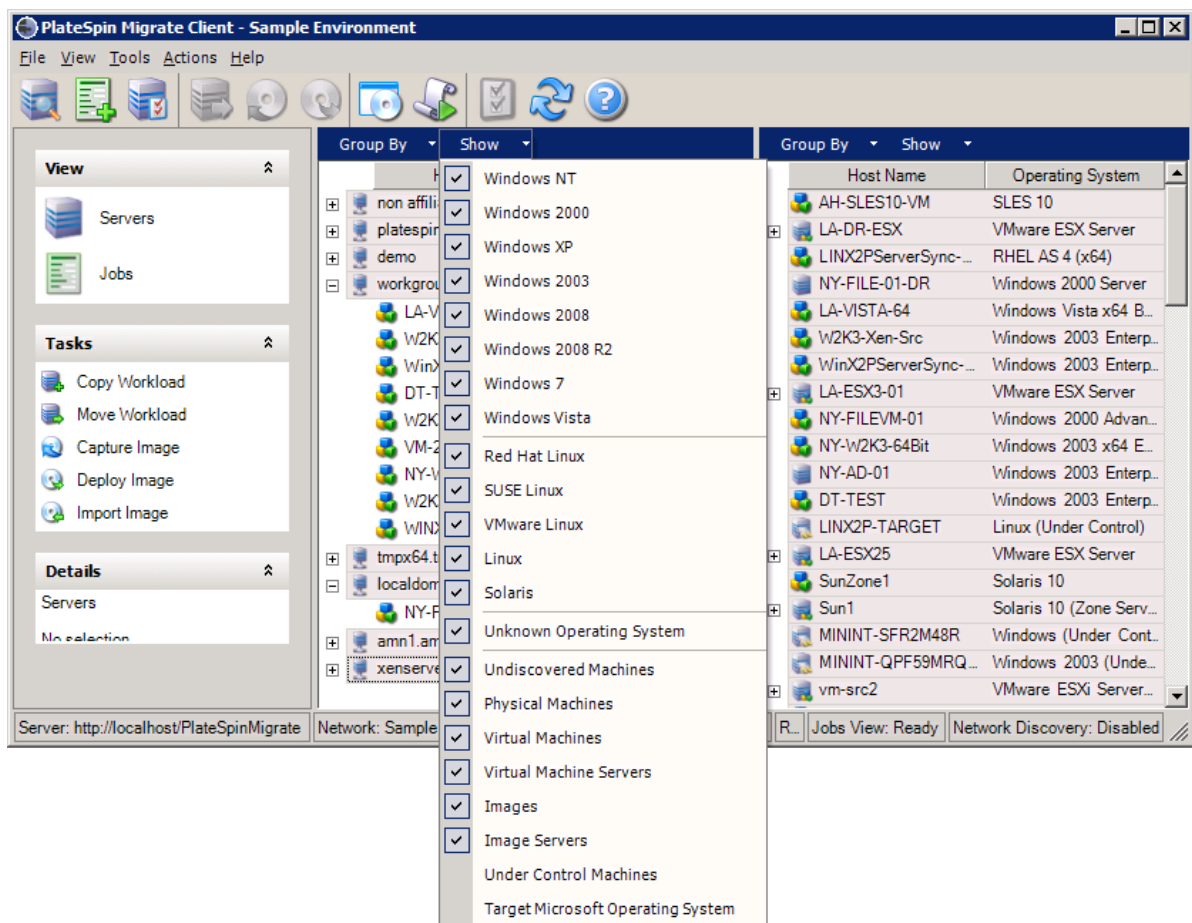 PlateSpin Migrate Client - Sample Environment
File View Tools Actions Help
Group By Show
Group By Show
View
Servers
Jobs
Tasks
Copy Workload
Move Workload
Capture Image
Deploy Image
Import Image
Details
Servers
No selection
non affili
platespin
demo
workgrou
LA-V
W2K
WinX
DT-T
W2K
VM-2
NY-W
W2K
WINX
tmpx64.t
localdom
NY-F
amn1.am
xenserve
Windows NT
Windows 2000
Windows XP
Windows 2003
Windows 2008
Windows 2008 R2
Windows 7
Windows Vista
Red Hat Linux
SUSE Linux
VMware Linux
Linux
Solaris
Unknown Operating System
Undiscovered Machines
Physical Machines
Virtual Machines
Virtual Machine Servers
Images
Image Servers
Under Control Machines
Target Microsoft Operating System
Host Name Operating System
AH-SLES10-VM SLES 10
LA-DR-ESX VMware ESX Server
LINX2PServerSync-... RHEL AS 4 (x64)
NY-FILE-01-DR Windows 2000 Server
LA-VISTA-64 Windows Vista x64 B...
W2K3-Xen-Src Windows 2003 Enterp...
WinX2PServerSync-... Windows 2003 Enterp...
LA-ESX3-01 VMware ESX Server
NY-FILEVM-01 Windows 2000 Advan...
NY-W2K3-64Bit Windows 2003 x64 E...
NY-AD-01 Windows 2003 Enterp...
DT-TEST Windows 2003 Enterp...
LINX2P-TARGET Linux (Under Control)
LA-ESX25 VMware ESX Server
SunZone1 Solaris 10
Sun1 Solaris 10 (Zone Serv...
MININT-SFR2M48R Windows (Under Cont...
MININT-QPF59MRQ... Windows 2003 (Unde...
vm-src2 VMware ESXi Server...
Server: http://localhost/PlateSpinMigrate Network: Sample R... Jobs View: Ready Network Discovery: Disabled